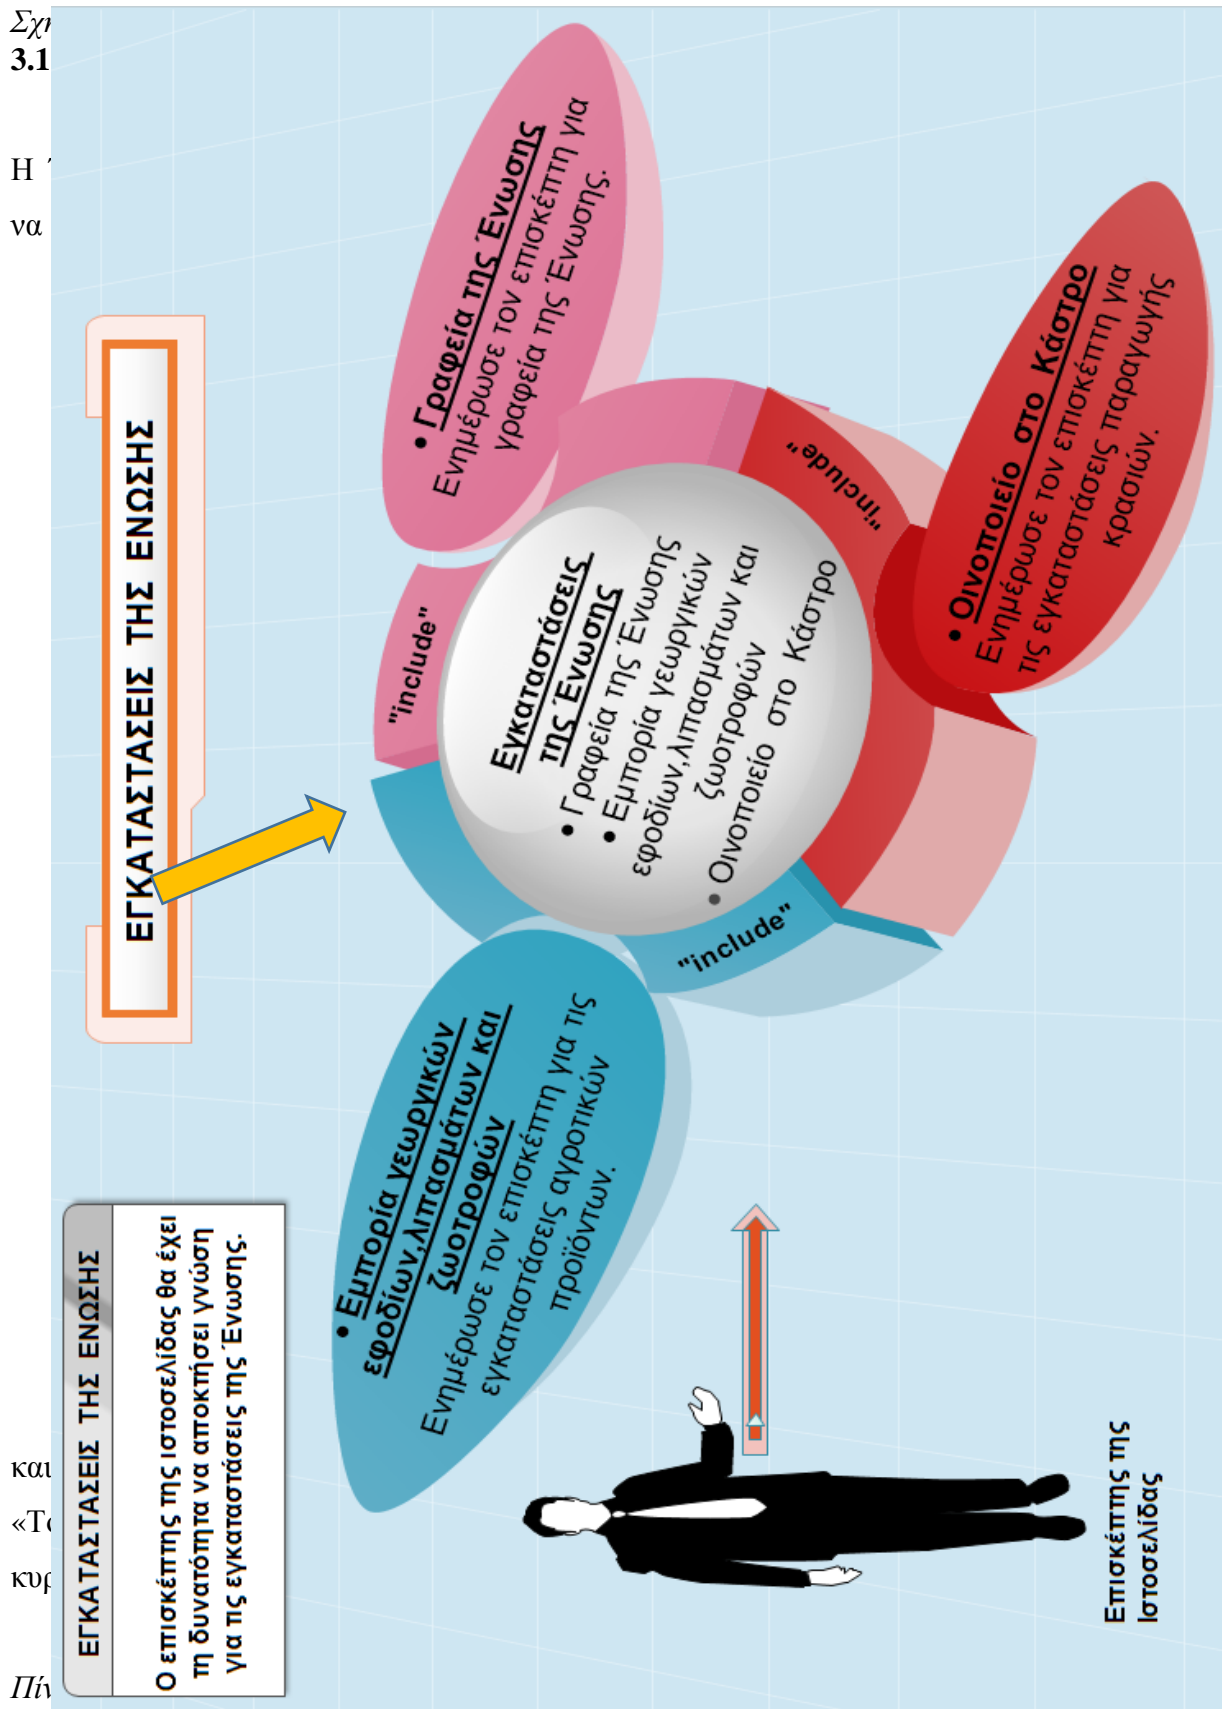 3.1
Η
να
και
ΕΓΚΑΤΑΣΤΑΣΕΙΣ ΤΗΣ ΕΝΩΣΗΣ
ΕΓΚΑΤΑΣΤΑΣΕΙΣ ΤΗΣ ΕΝΩΣΗΣ
Ο επισκέπτης της ιστοσελίδας θα έχει
τη δυνατότητα να αποκτήσει γνώση
για τις εγκαταστάσεις της Ένωσης.
• Εμπορία γεωργικών
εφοδίων,λιπασμάτων και
ζωοτροφών
Ενημέρωσε τον επισκέπτη για τις
εγκαταστάσεις αγροτικών
προϊόντων.
"include"
• Γραφεία της Ένωσης
Ενημέρωσε τον επισκέπτη για
γραφεία της Ένωσης.
Εγκαταστάσεις
της Ένωσης
• Γραφεία της Ένωσης
• Εμπορία γεωργικών
εφοδίων,λιπασμάτων και
ζωοτροφών
• Οινοποιείο στο Κάστρο
"include"
"include"
• Οινοποιείο στο Κάστρο
Ενημέρωσε τον επισκέπτη για
τις εγκαταστάσεις παραγωγής
κρασιών.
Επισκέπτης της
Ιστοσελίδας